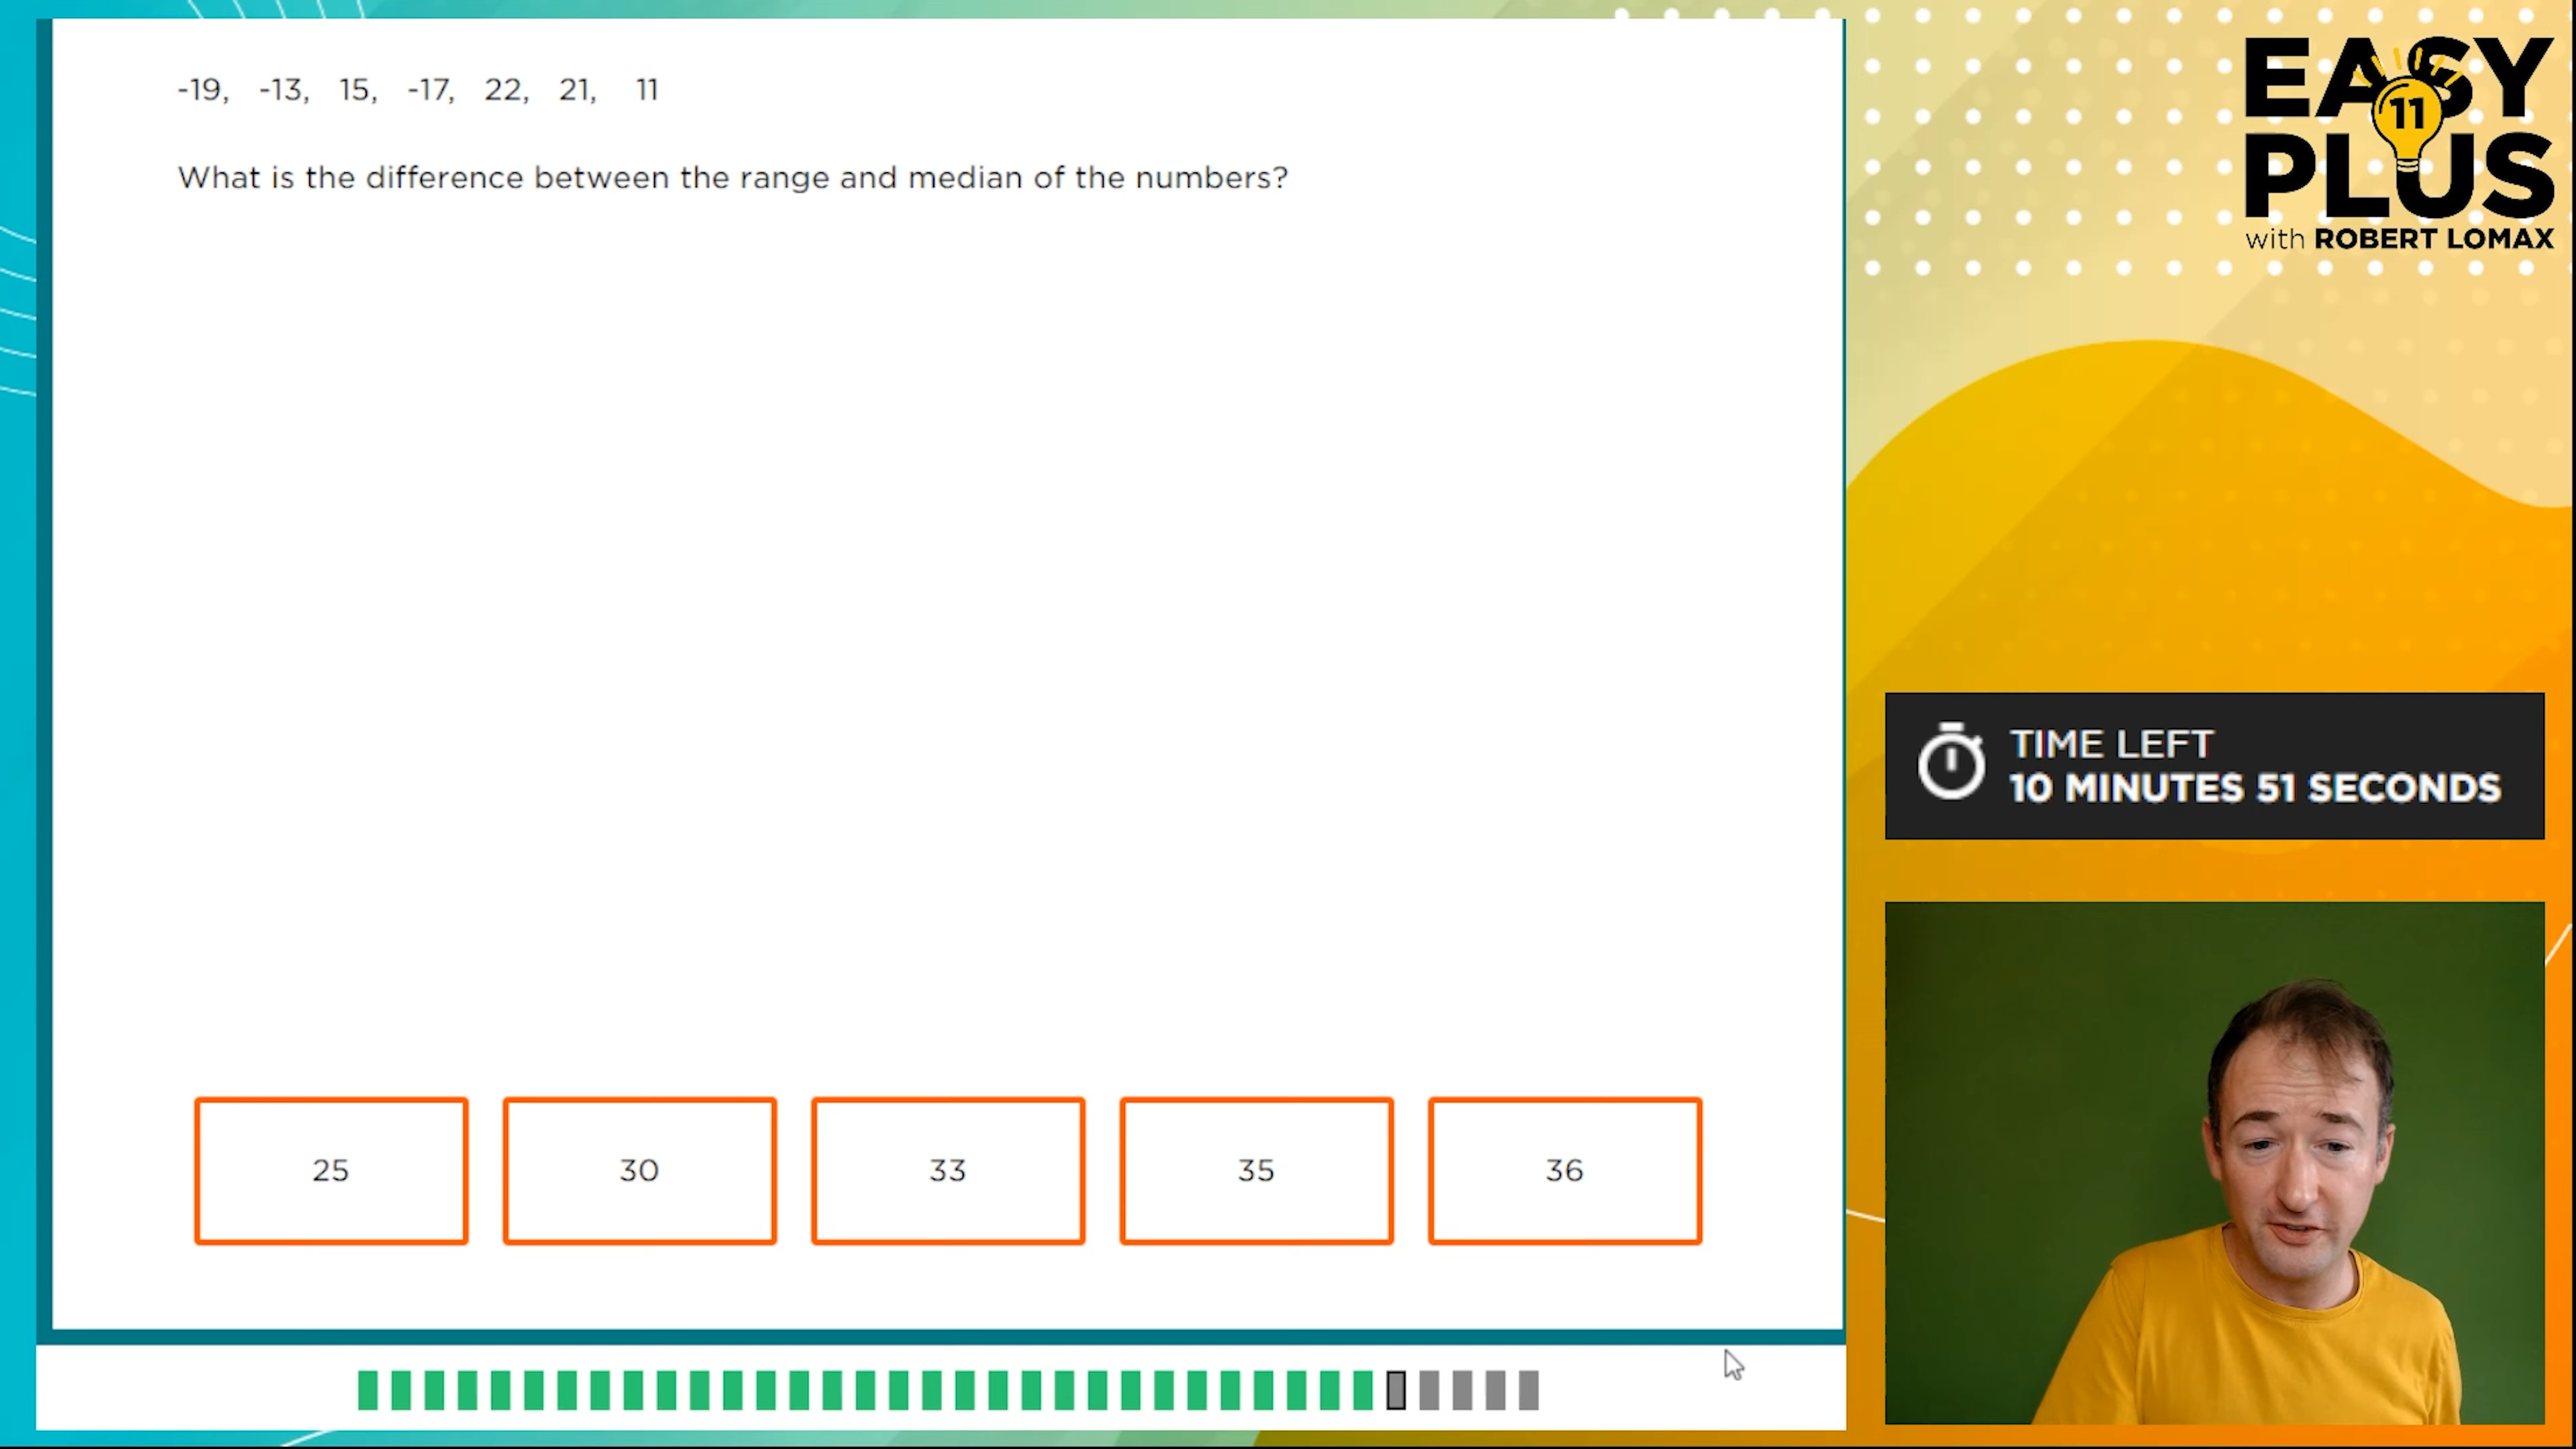 -19, -13, 15, -17, 22, 21, 11
What is the difference between the range and median of the numbers?
25
30
33
35
36
EASY
11
PLUS
with ROBERT LOMAX
TIME LEFT
10 MINUTES 51 SECONDS